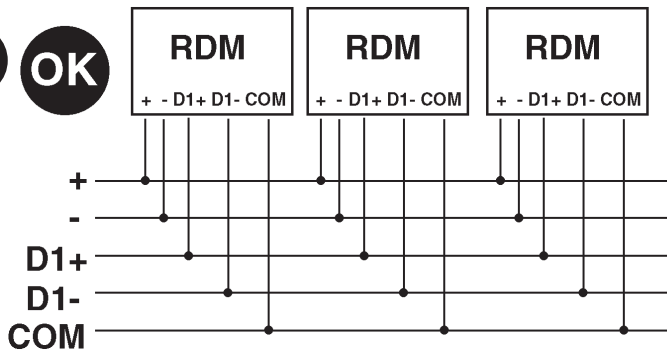 OK
RDM RDM RDM
+ - D1+ D1- COM + - D1+ D1- COM + - D1+ D1- COM
+
-
D1+
D1-
COM